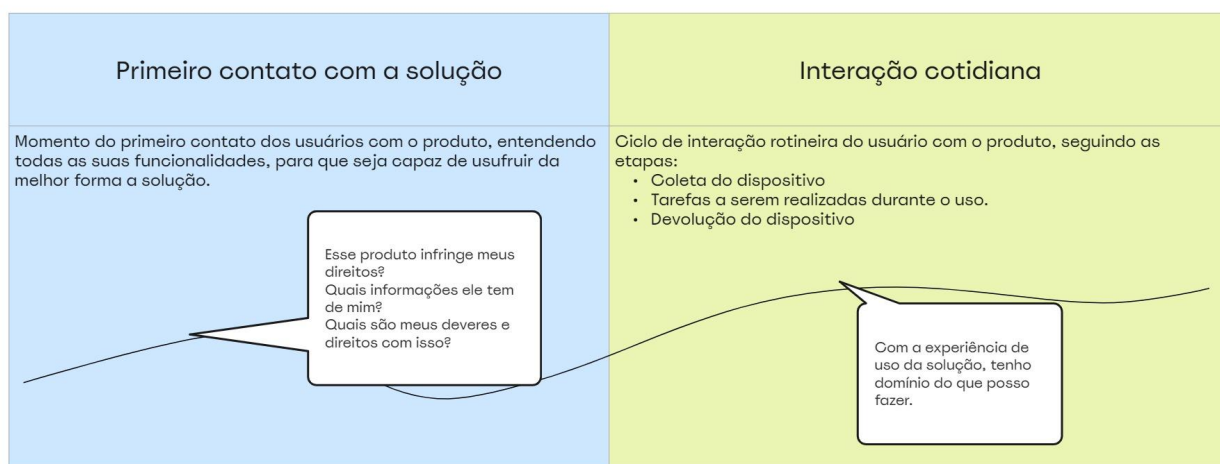 Primeiro contato com a solução
Interação cotidiana
Momento do primeiro contato dos usuários com o produto, entendendo
todas as suas funcionalidades, para que seja capaz de usufruir da
melhor forma a solução.
Ciclo de interação rotineira do usuário com o produto, seguindo as
etapas:
• Coleta do dispositivo
• Tarefas a serem realizadas durante o uso.
• Devolução do dispositivo
Esse produto infringe meus
direitos?
Quais informações ele tem
de mim?
Quais são meus deveres e
direitos com isso?
Com a experiência de
uso da solução, tenho
domínio do que posso
fazer.